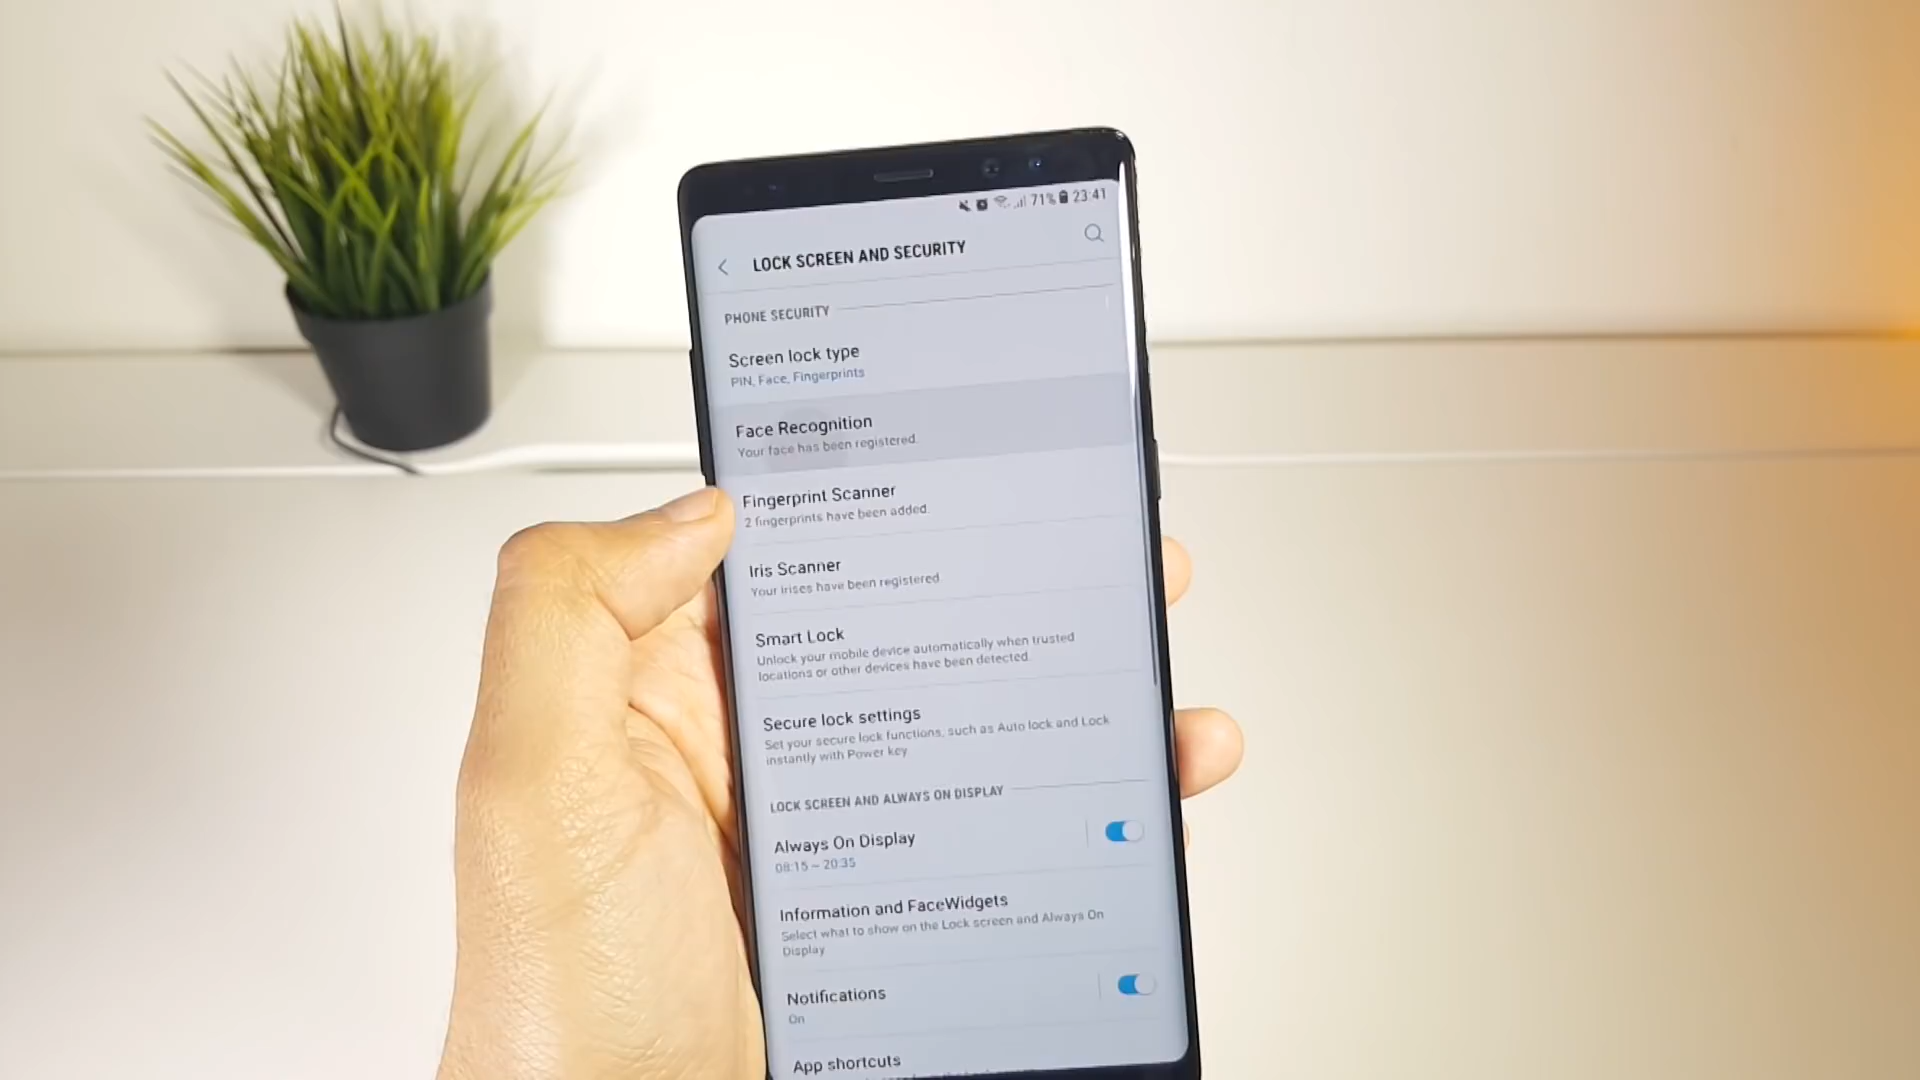 71% 23:41
LOCK SCREEN AND SECURITY
PHONE SECURITY
Screen lock type
PIN, Face, Fingerprints
Face Recognition
Your face has been registered.
Fingerprint Scanner
2 fingerprints have been added.
Iris Scanner
Your irises have been registered.
Smart Lock
Unlock your mobile device automatically when trusted
locations or other devices have been detected.
Secure lock settings
Set your secure lock functions, such as Auto lock and Lock
instantly with Power key
LOCK SCREEN AND ALWAYS ON DISPLAY
Always On Display
08:15 ~ 20:35
Information and FaceWidgets
Select what to show on the Lock screen and Always On
Display
Notifications
On
App shortcuts